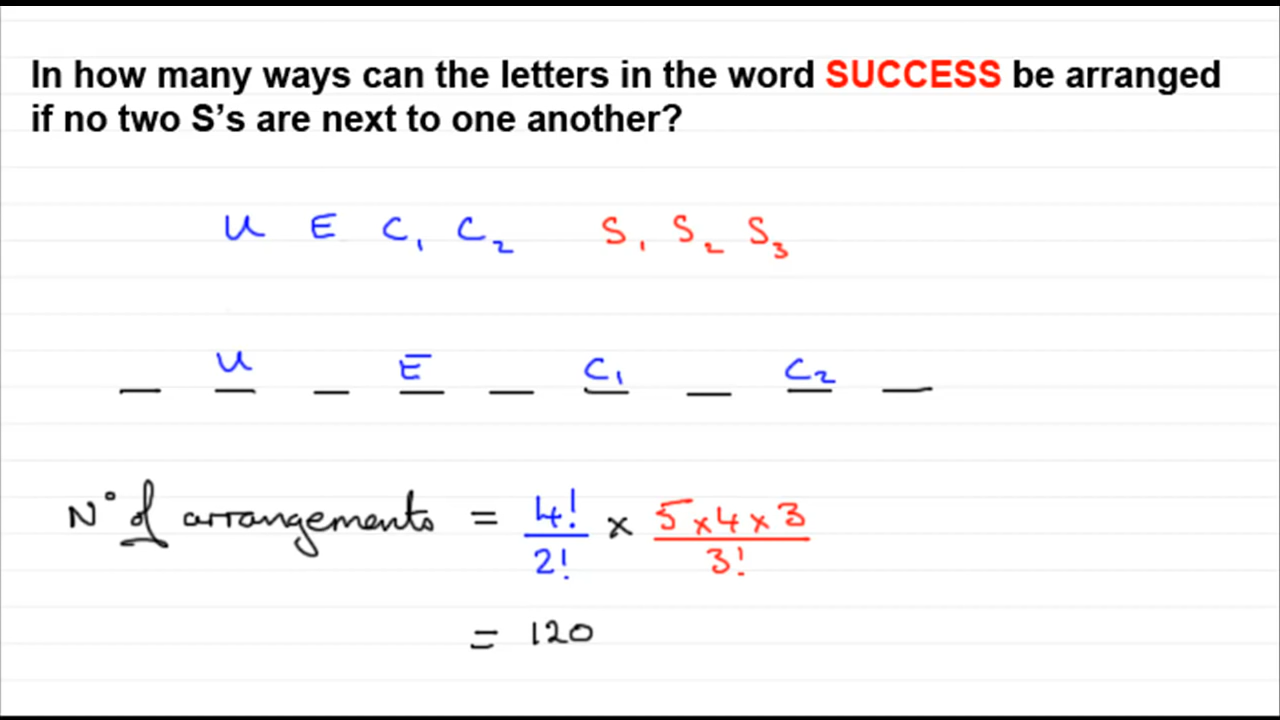 In how many ways can the letters in the word SUCCESS be arranged
if no two S's are next to one another?
U E C₁ C₂ S₁ S₂ S₃
_ U _ E _ C₁ _ C₂ _
N° of arrangements = 4!/2! × 5×4×3/3!
= 120